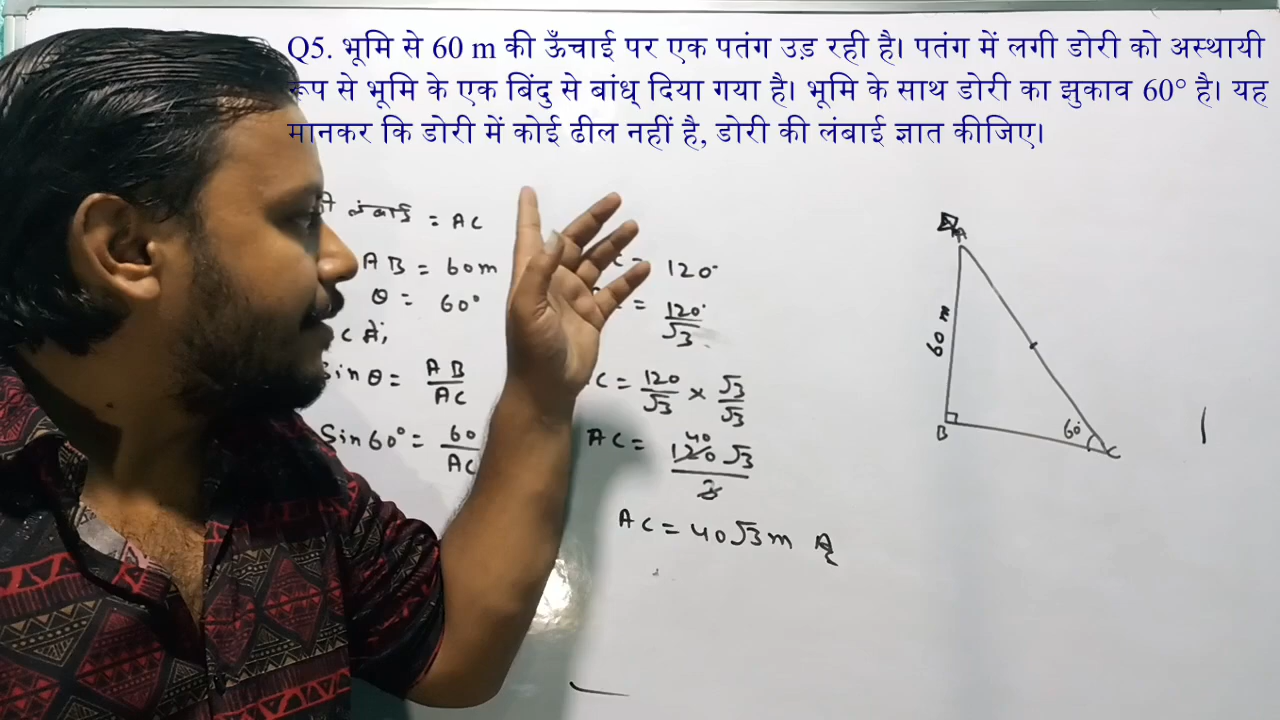 Q5. भूमि से 60 m की ऊँचाई पर एक पतंग उड़ रही है। पतंग में लगी डोरी को अस्थायी
रूप से भूमि के एक बिंदु से बांध् दिया गया है। भूमि के साथ डोरी का झुकाव 60° है। यह
मानकर कि डोरी में कोई ढील नहीं है, डोरी की लंबाई ज्ञात कीजिए।
लंबाई = AC
AB = 60m
θ = 60°
C में,
Sin θ = AB/AC
Sin 60° = 60/AC
= 120°
= 120°/√3
C = 120/√3 × √3/√3
AC = 120√3/3
40
AC = 40√3 m
A
60 m
B
60°
C